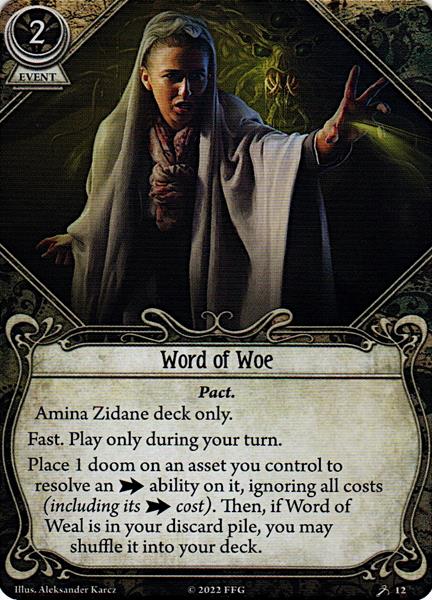 2
EVENT
Word of Woe
Pact.
Amina Zidane deck only.
Fast. Play only during your turn.
Place 1 doom on an asset you control to
resolve an ability on it, ignoring all costs
(including its cost). Then, if Word of
Weal is in your discard pile, you may
shuffle it into your deck.
Illus. Aleksander Karcz © 2022 FFG 12